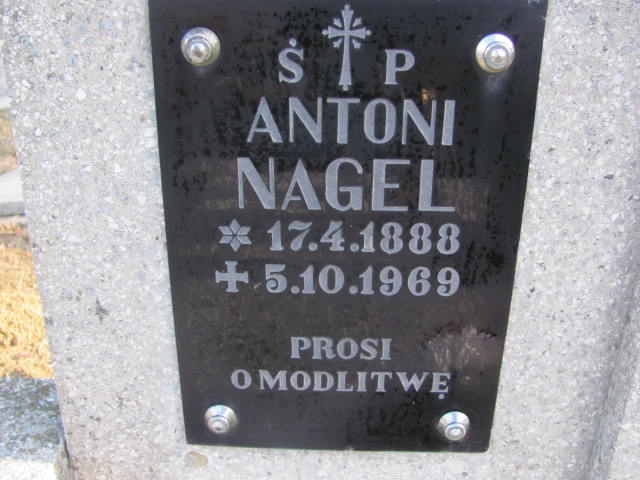 Ś P
ANTONI
NAGEL
17.4.1888
5.10.1969
PROSI
O MODLITWĘ